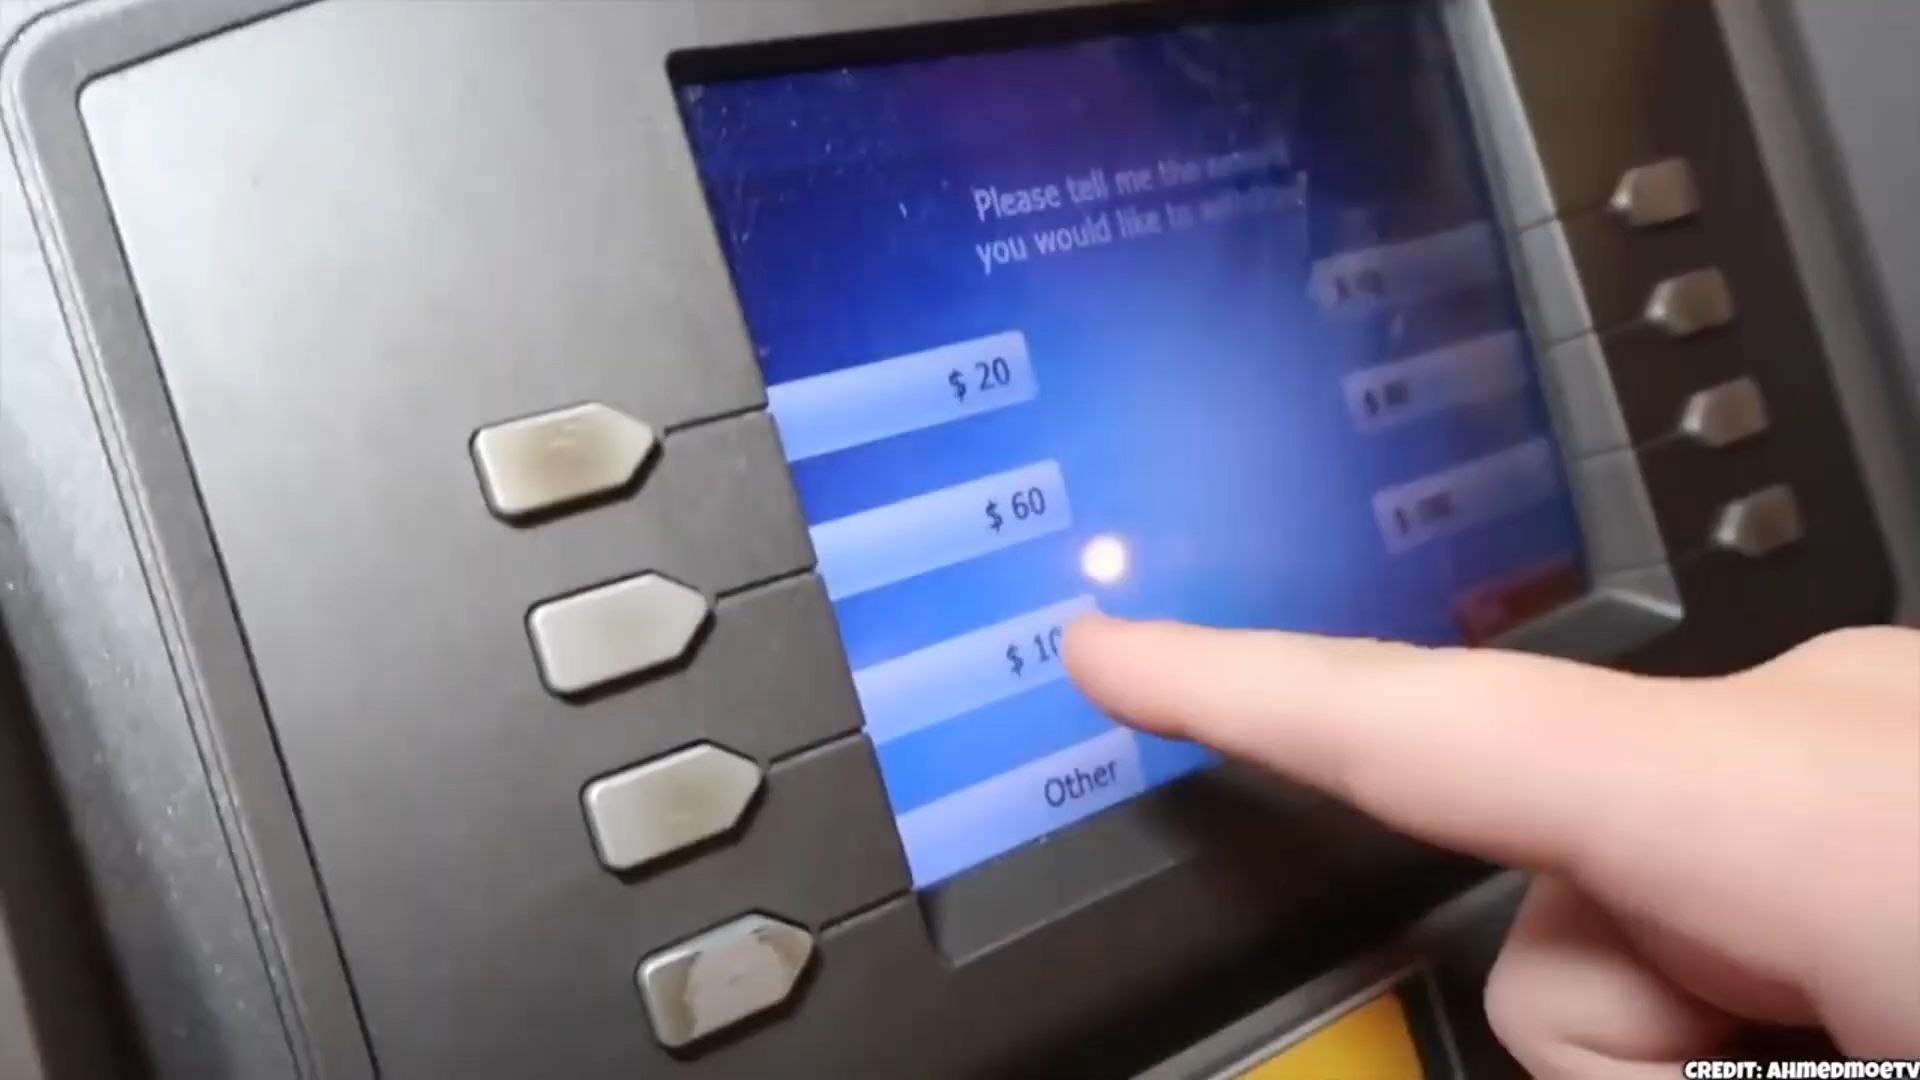 Please tell me the amount
you would like to withdraw
$ 20
$ 60
$ 10
Other
CREDIT: AHMEDMOETV